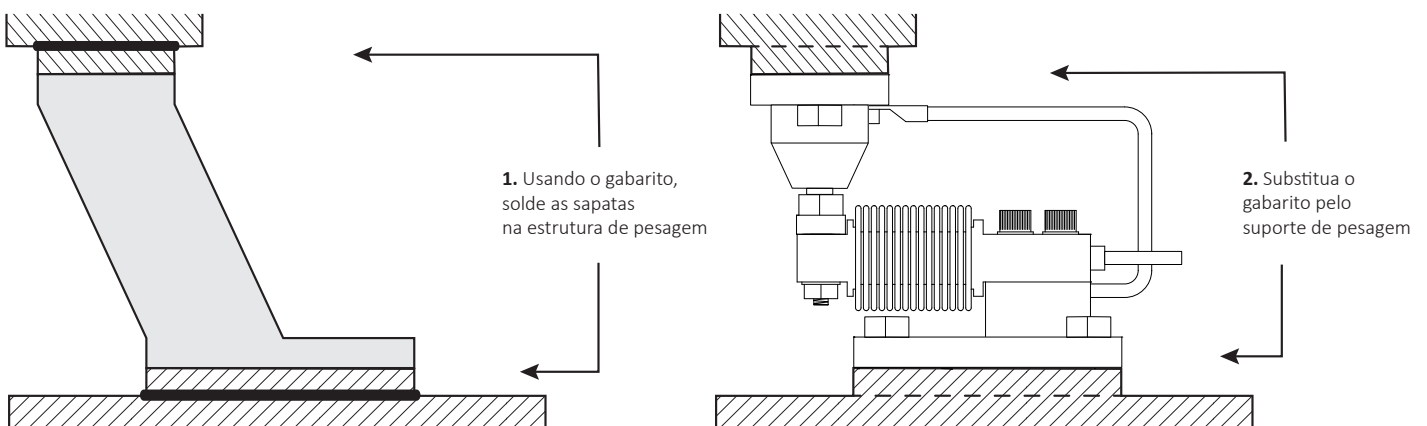 1. Usando o gabarito,
solde as sapatas
na estrutura de pesagem
2. Substitua o
gabarito pelo
suporte de pesagem